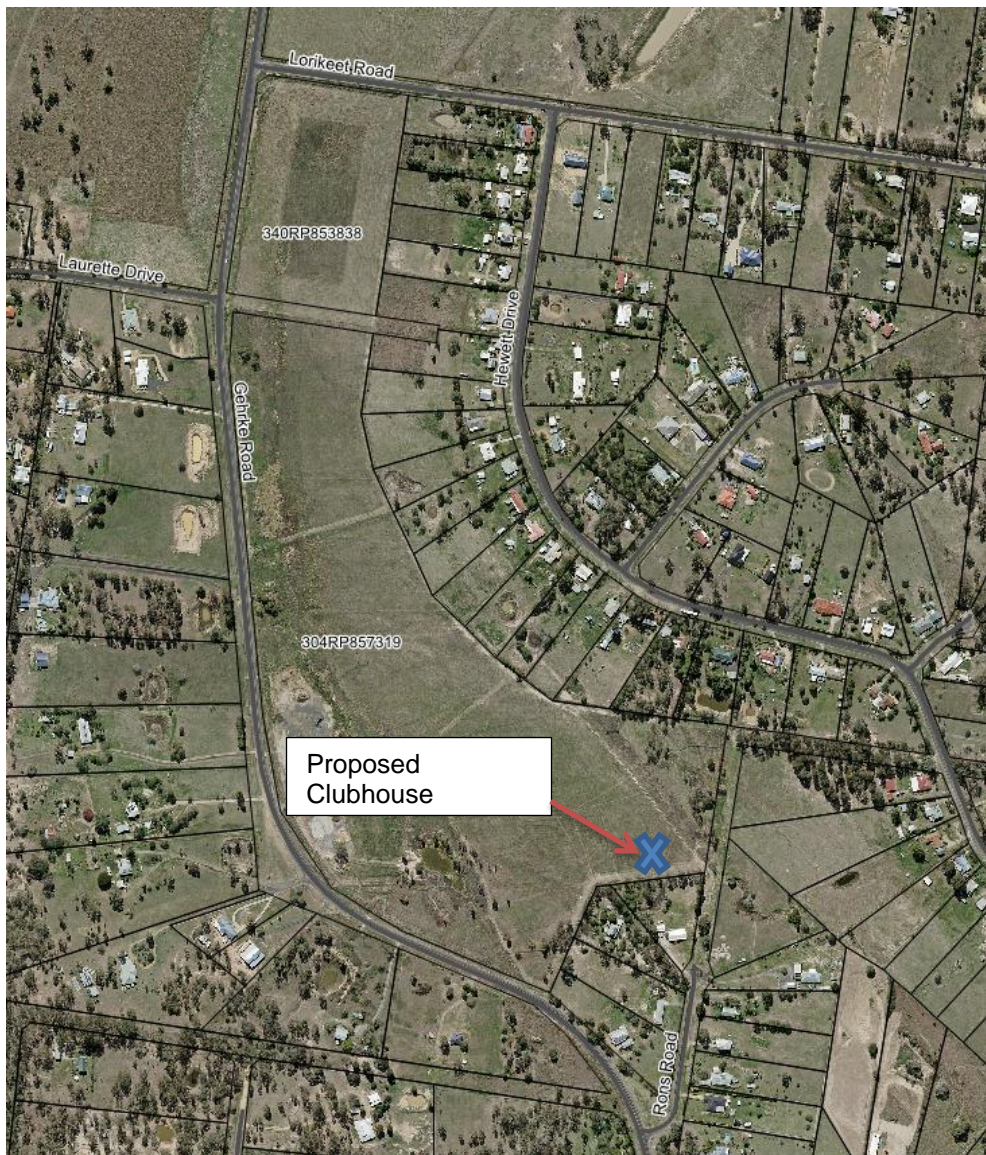 Lorikeet Road
340RP853838
Laurette Drive
Hewett Drive
Gehrke Road
304RP857319
Proposed
Clubhouse
Rons Road